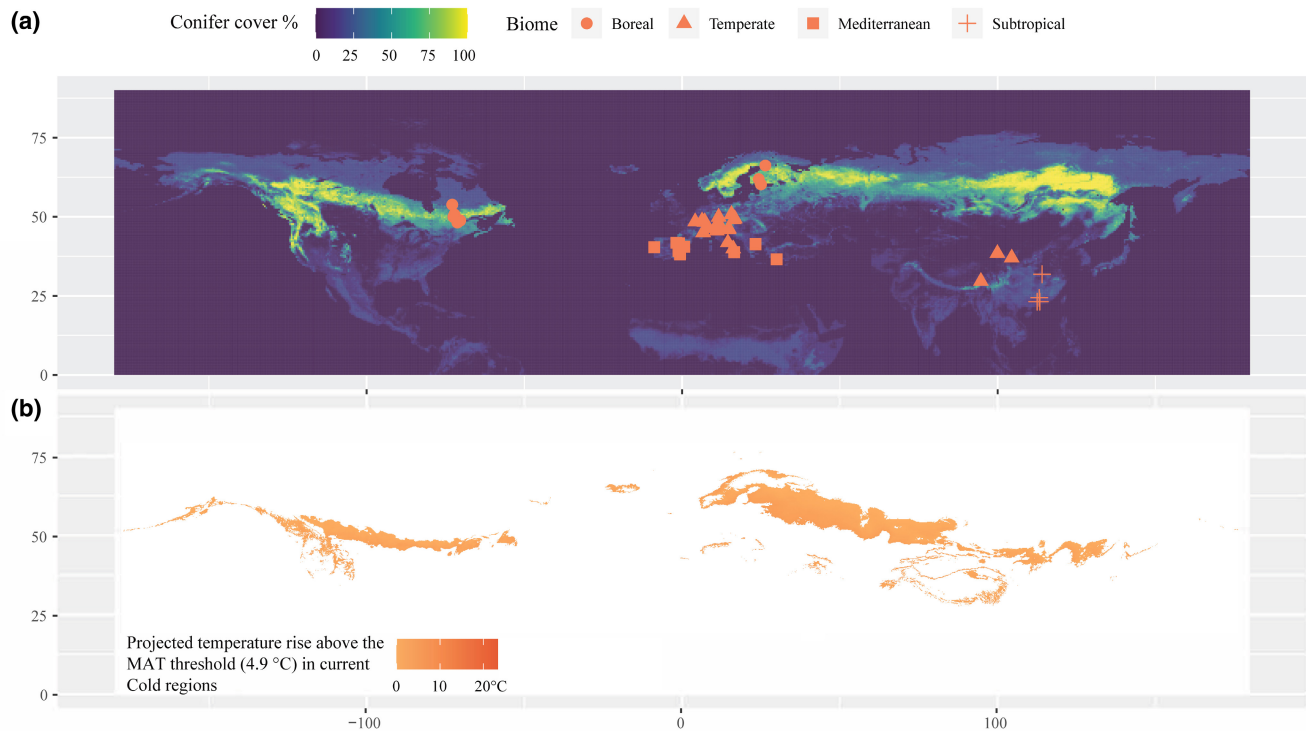 (a)
Conifer cover %
0 25 50 75 100
Biome
Boreal
Temperate
Mediterranean
Subtropical
75
50
25
0
(b)
75
50
25
0
Projected temperature rise above the
MAT threshold (4.9 °C) in current
Cold regions
0 10 20°C
−100 0 100